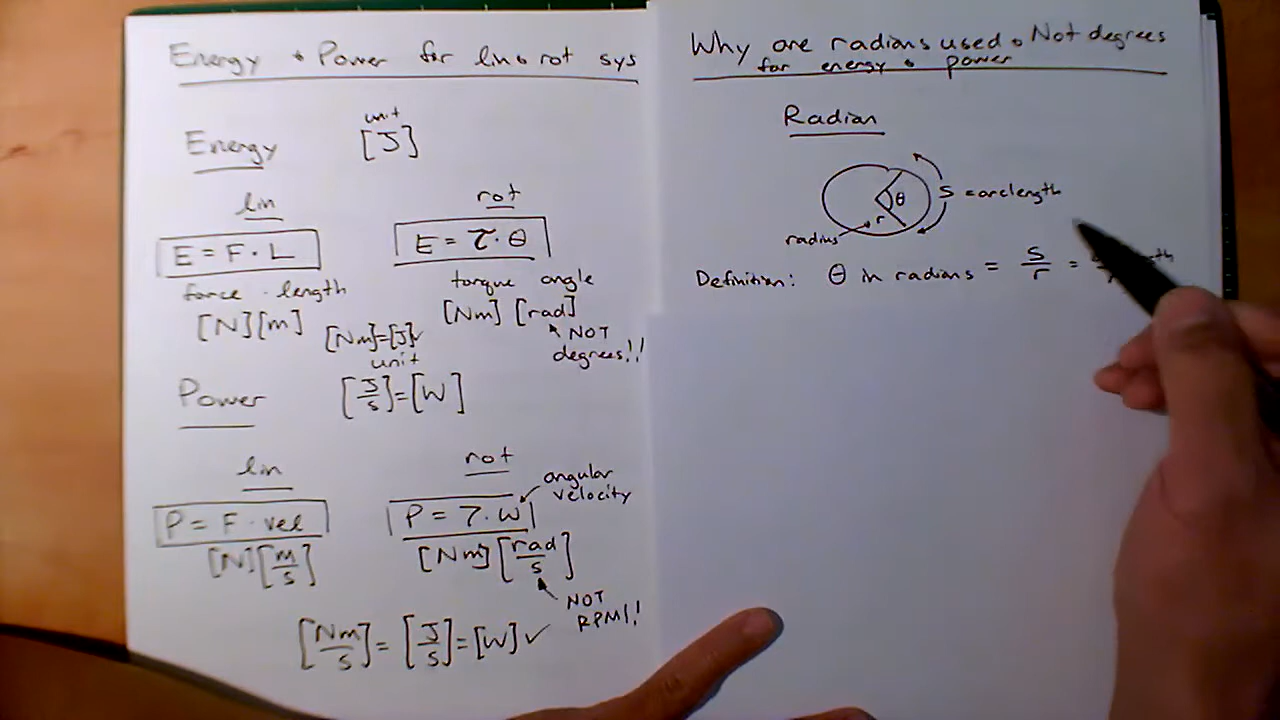 Energy + Power for lin & rot sys
Energy
unit
[J]
lin
rot
E = F · L
E = τ · θ
force · length
torque angle
[N][m]
[Nm] [rad]
[Nm]=[J]✓
NOT
degrees!!
unit
Power
[J/s]=[W]
lin
rot
angular
velocity
P = F · vel
P = τ · W
[N][m/s]
[Nm][rad/s]
NOT
RPM!!
[Nm/s]=[J/s]=[W]✓
Why are radians used & Not degrees
for energy & power
Radian
θ
r
S = arclength
radius
Definition: θ in radians = S/r =